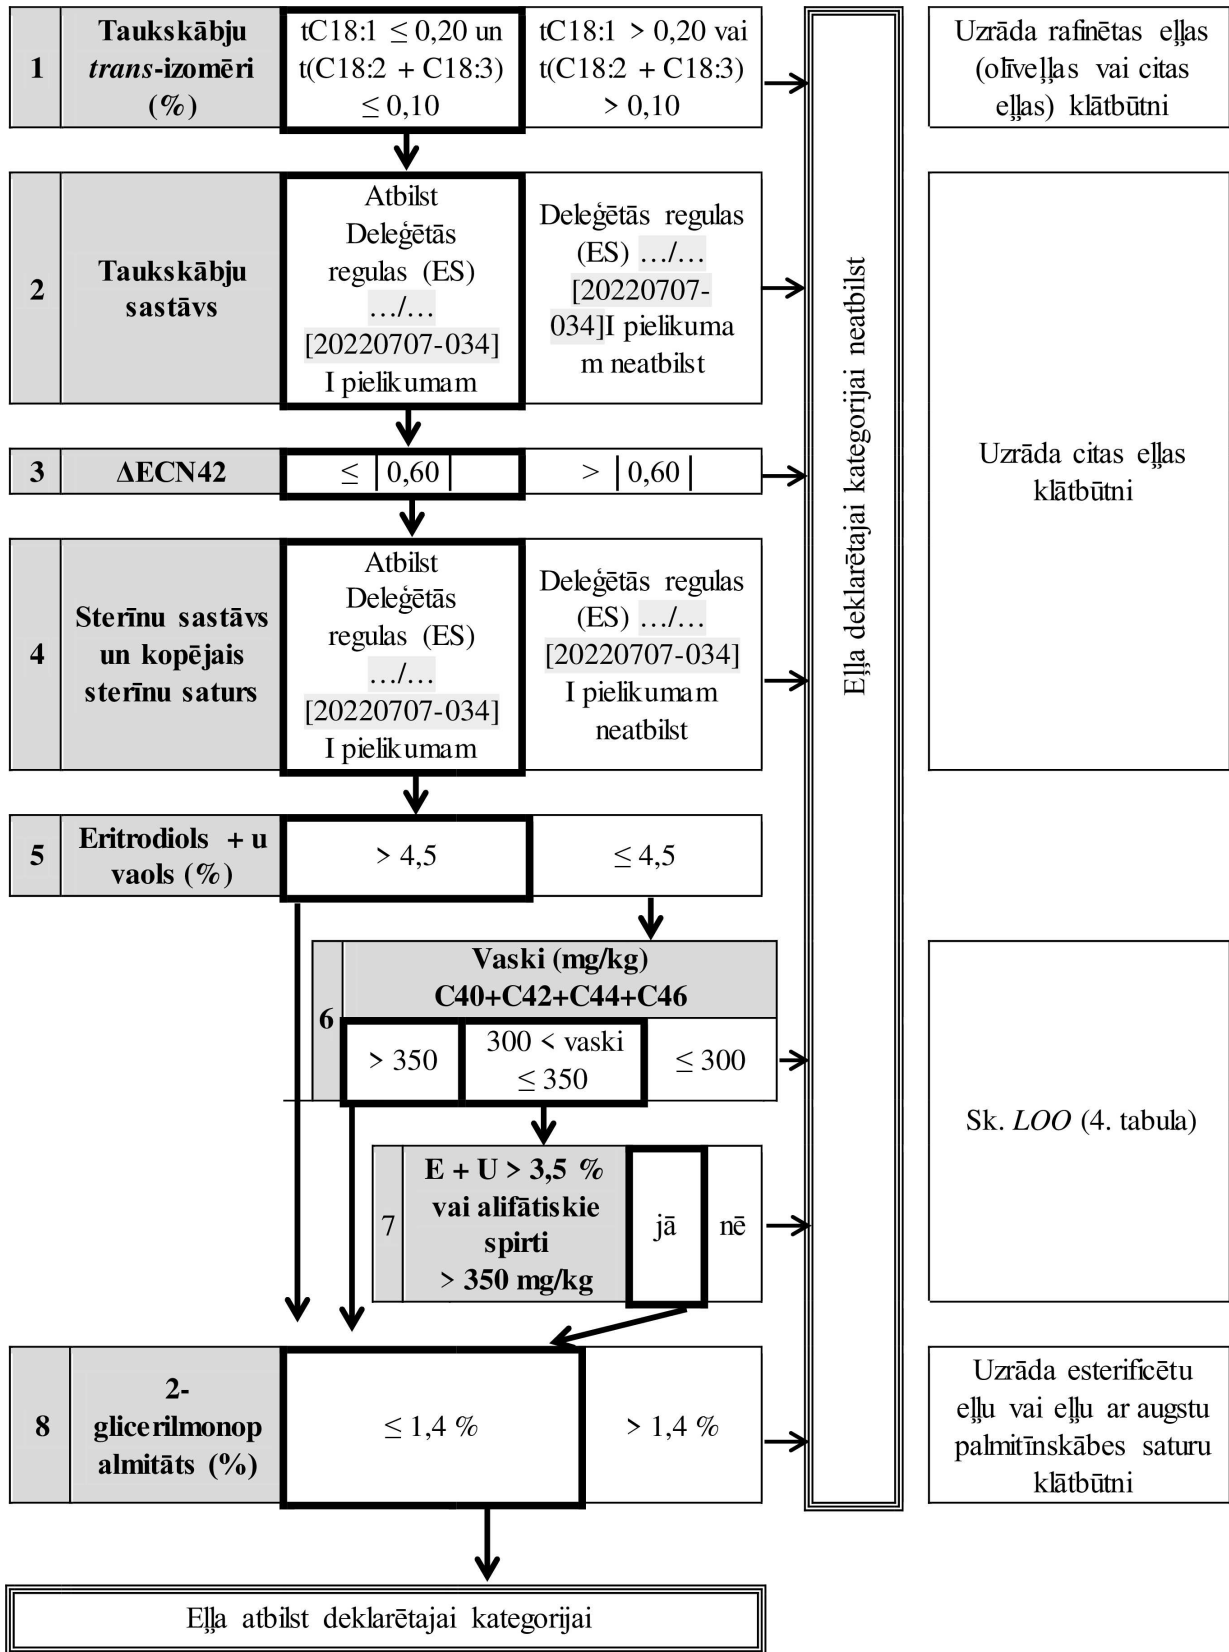 1
Taukskābju
trans-izomēri
(%)
tC18:1 ≤ 0,20 un
t(C18:2 + C18:3)
≤ 0,10
tC18:1 > 0,20 vai
t(C18:2 + C18:3)
> 0,10
Uzrāda rafinētas eļļas
(olīveļļas vai citas
eļļas) klātbūtni
2
Taukskābju
sastāvs
Atbilst
Deleģētās
regulas (ES)
…/…
[20220707-034]
I pielikumam
Deleģētās regulas
(ES) …/…
[20220707-
034]I pielikuma
m neatbilst
Eļļa deklarētajai kategorijai neatbilst
Uzrāda citas eļļas
klātbūtni
3
ΔECN42
≤ |0,60|
> |0,60|
4
Sterīnu sastāvs
un kopējais
sterīnu saturs
Atbilst
Deleģētās
regulas (ES)
…/…
[20220707-034]
I pielikumam
Deleģētās regulas
(ES) …/…
[20220707-034]
I pielikumam
neatbilst
5
Eritrodiols + u
vaols (%)
> 4,5
≤ 4,5
6
Vaski (mg/kg)
C40+C42+C44+C46
> 350
300 < vaski
≤ 350
≤ 300
Sk. LOO (4. tabula)
7
E + U > 3,5 %
vai alifātiskie
spirti
> 350 mg/kg
jā
nē
8
2-
glicerilmonop
almitāts (%)
≤ 1,4 %
> 1,4 %
Uzrāda esterificētu
eļļu vai eļļu ar augstu
palmitīnskābes saturu
klātbūtni
Eļļa atbilst deklarētajai kategorijai